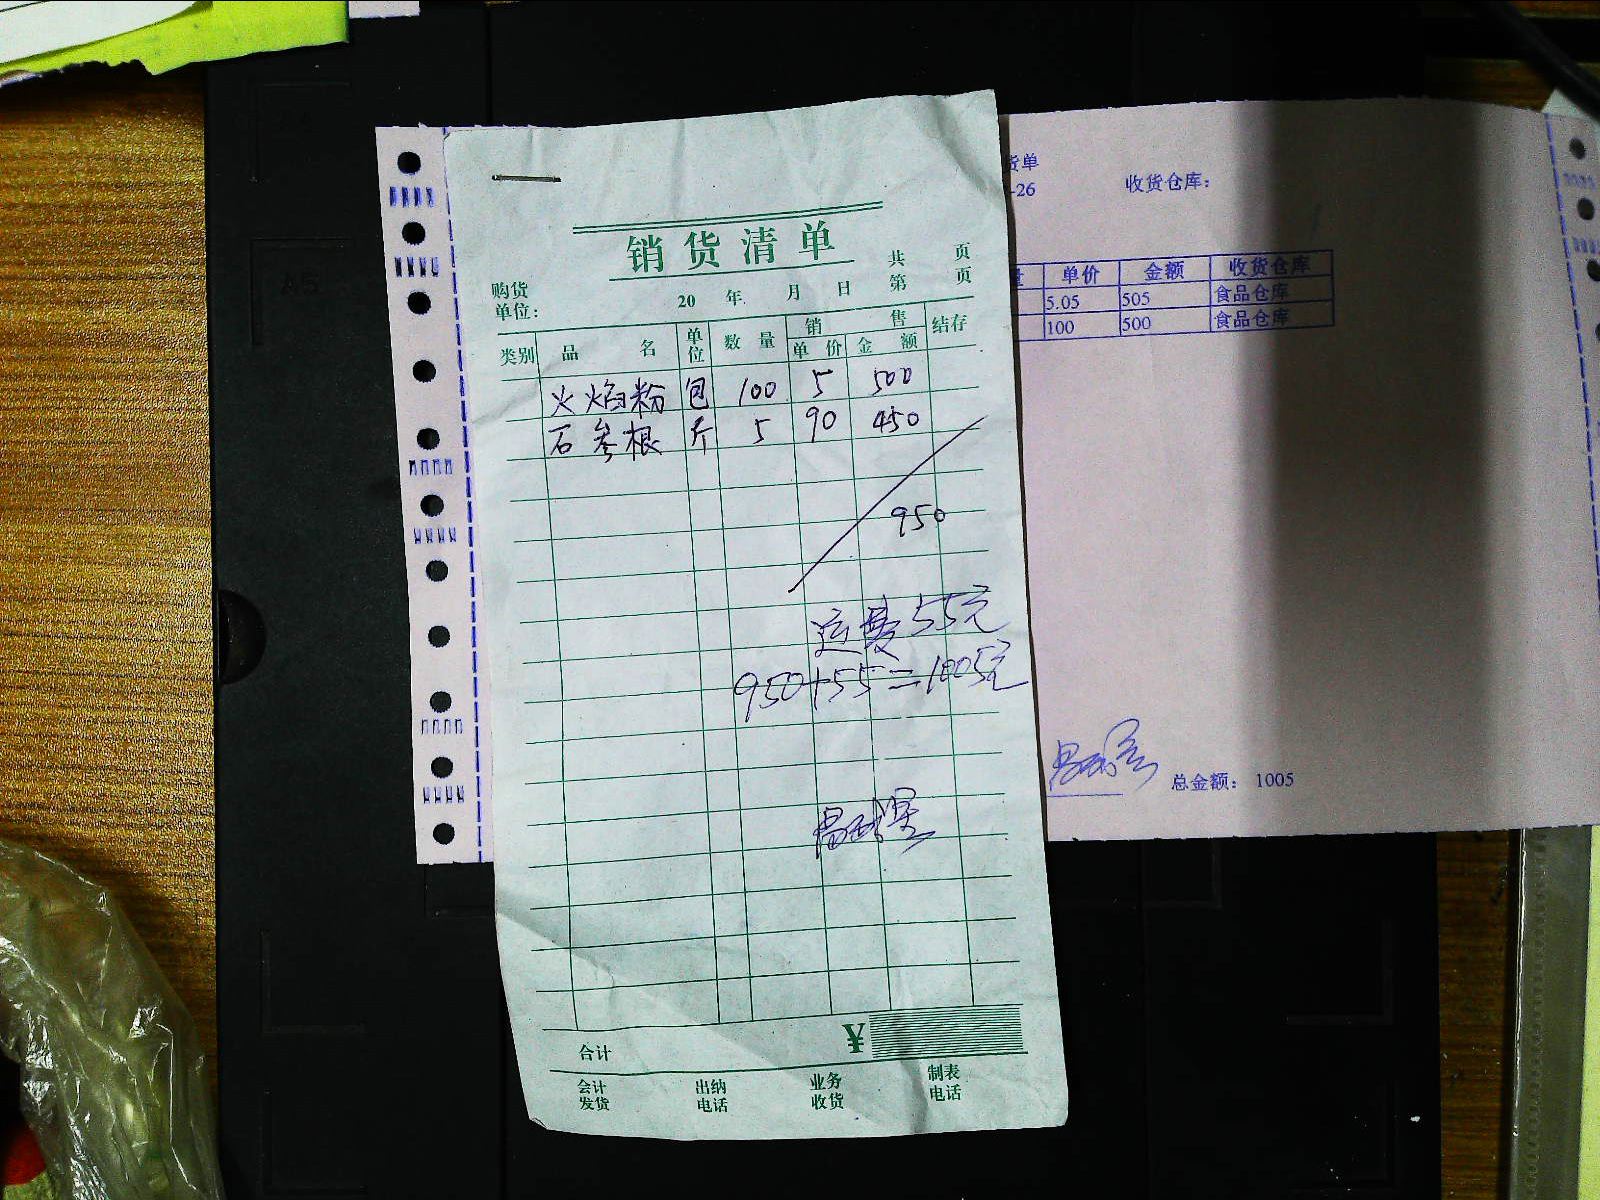 销货清单
共 页
第 页
购货单位:
20 年 月 日
类别 品名 单位 数量 销售 单价 金额 结存
火焰粉 包 100 5 500
石参根 斤 5 90 450
950
运费55元
950+55=1005元
合计 ¥
会计 出纳 业务 制表
发货 电话 收货 电话
货单
-26 收货仓库:
量 单价 金额 收货仓库
5.05 505 食品仓库
100 500 食品仓库
总金额: 1005
A5